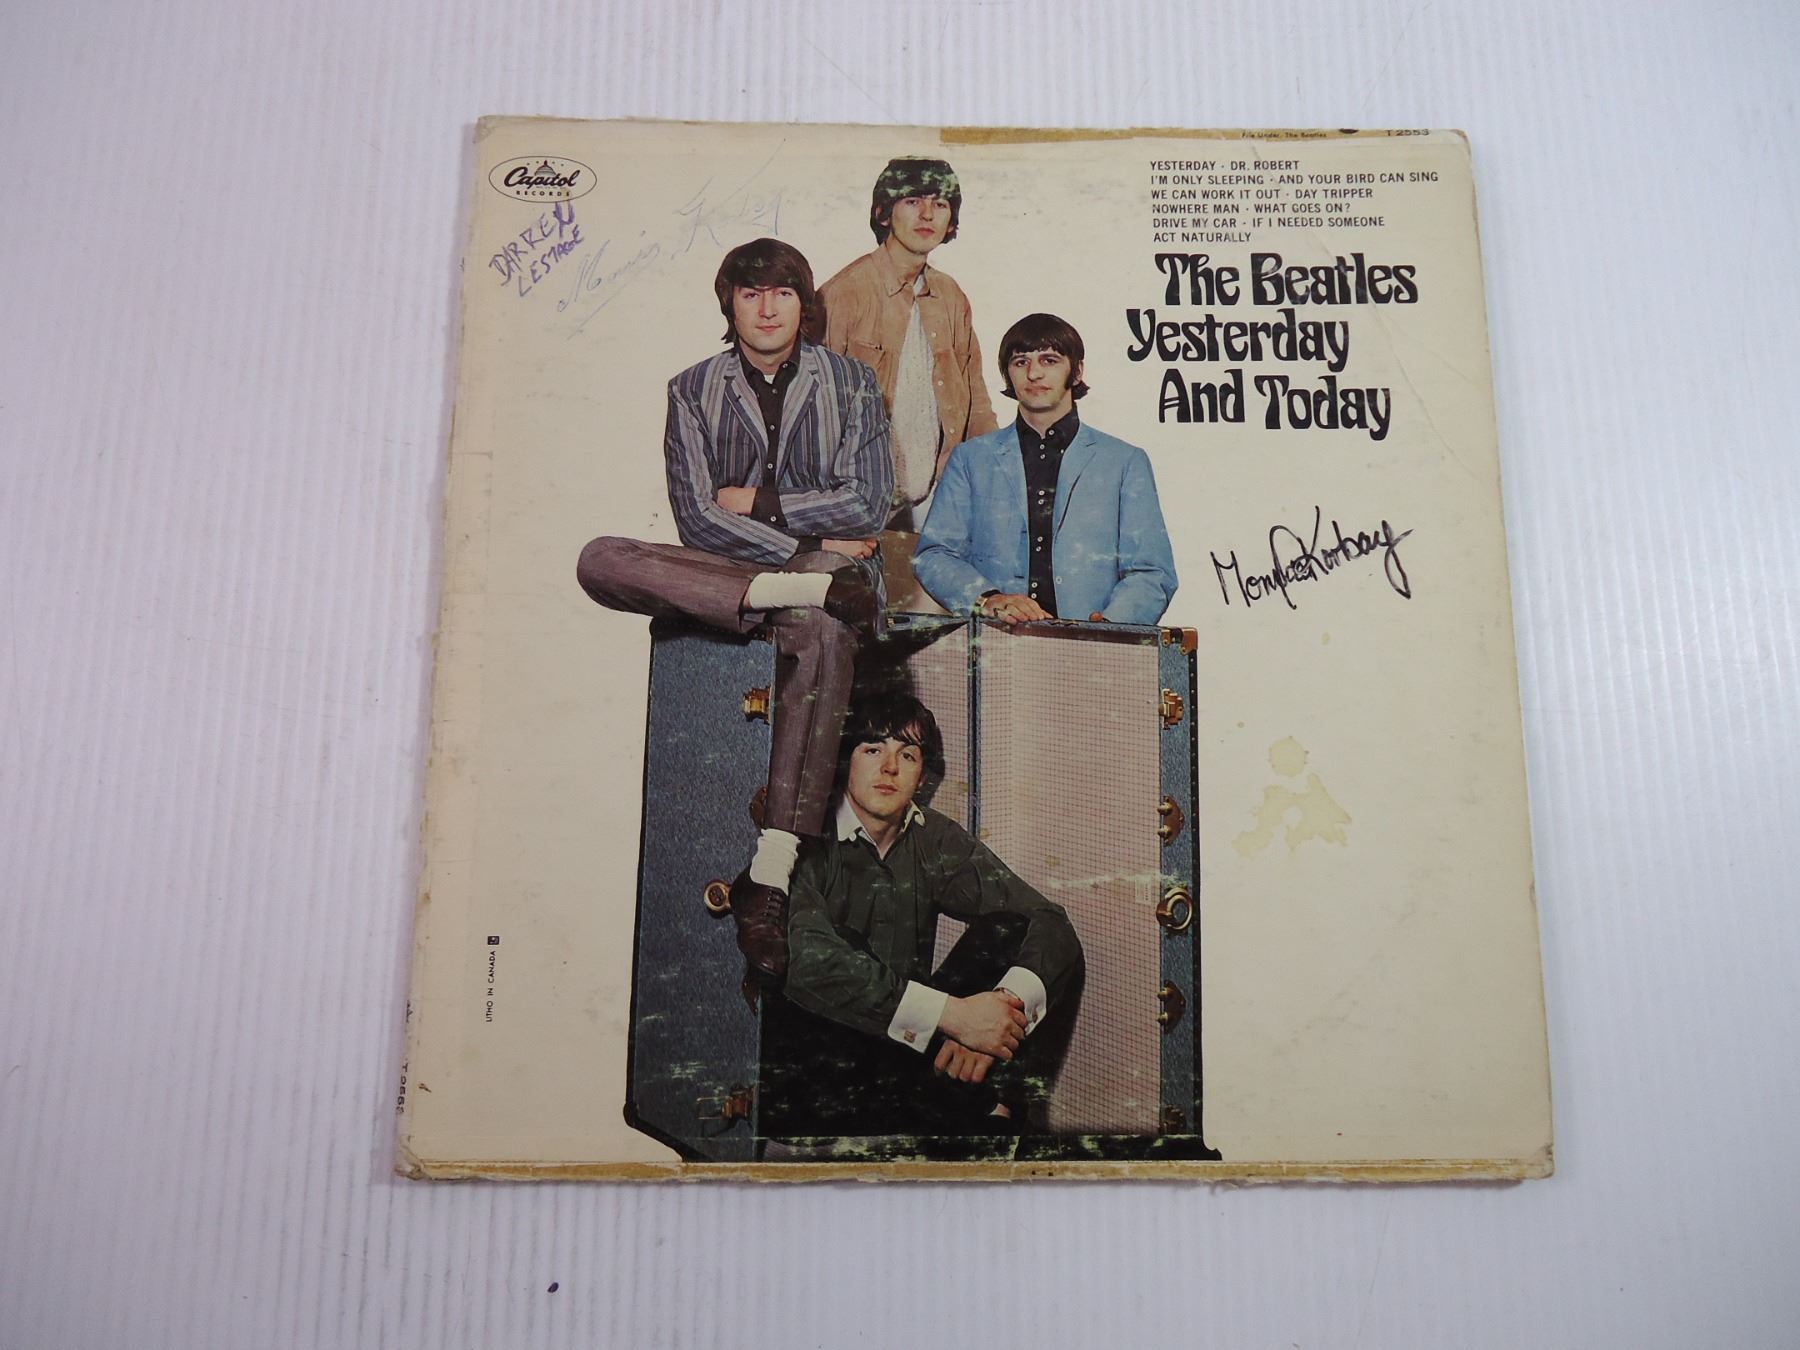 File Under: The Beatles
T 2553
Capitol
RECORDS
DARREN
LESTAGE
YESTERDAY · DR. ROBERT
I'M ONLY SLEEPING · AND YOUR BIRD CAN SING
WE CAN WORK IT OUT · DAY TRIPPER
NOWHERE MAN · WHAT GOES ON?
DRIVE MY CAR · IF I NEEDED SOMEONE
ACT NATURALLY
The Beatles
Yesterday
And Today
LITHO IN CANADA
T 2553